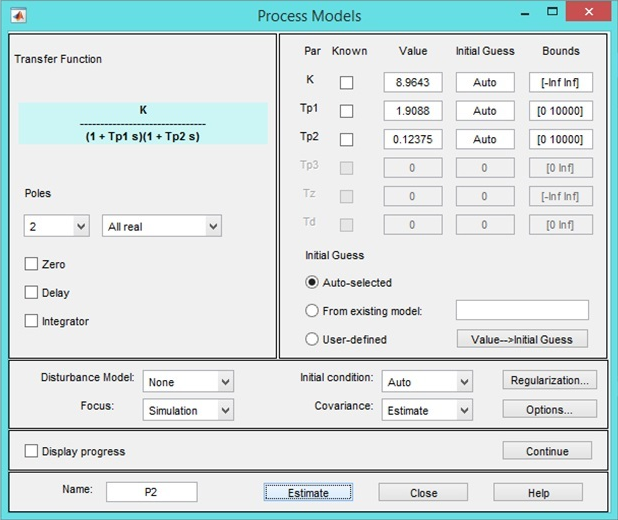 Process Models
Transfer Function
K
-------------------------------
(1 + Tp1 s)(1 + Tp2 s)
Poles
2 All real
Zero
Delay
Integrator
Par Known Value Initial Guess Bounds
K 8.9643 Auto [-Inf Inf]
Tp1 1.9088 Auto [0 10000]
Tp2 0.12375 Auto [0 10000]
Tp3 0 0 [0 Inf]
Tz 0 0 [-Inf Inf]
Td 0 0 [0 Inf]
Initial Guess
Auto-selected
From existing model:
User-defined Value-->Initial Guess
Disturbance Model: None Initial condition: Auto Regularization...
Focus: Simulation Covariance: Estimate Options...
Display progress Continue
Name: P2 Estimate Close Help